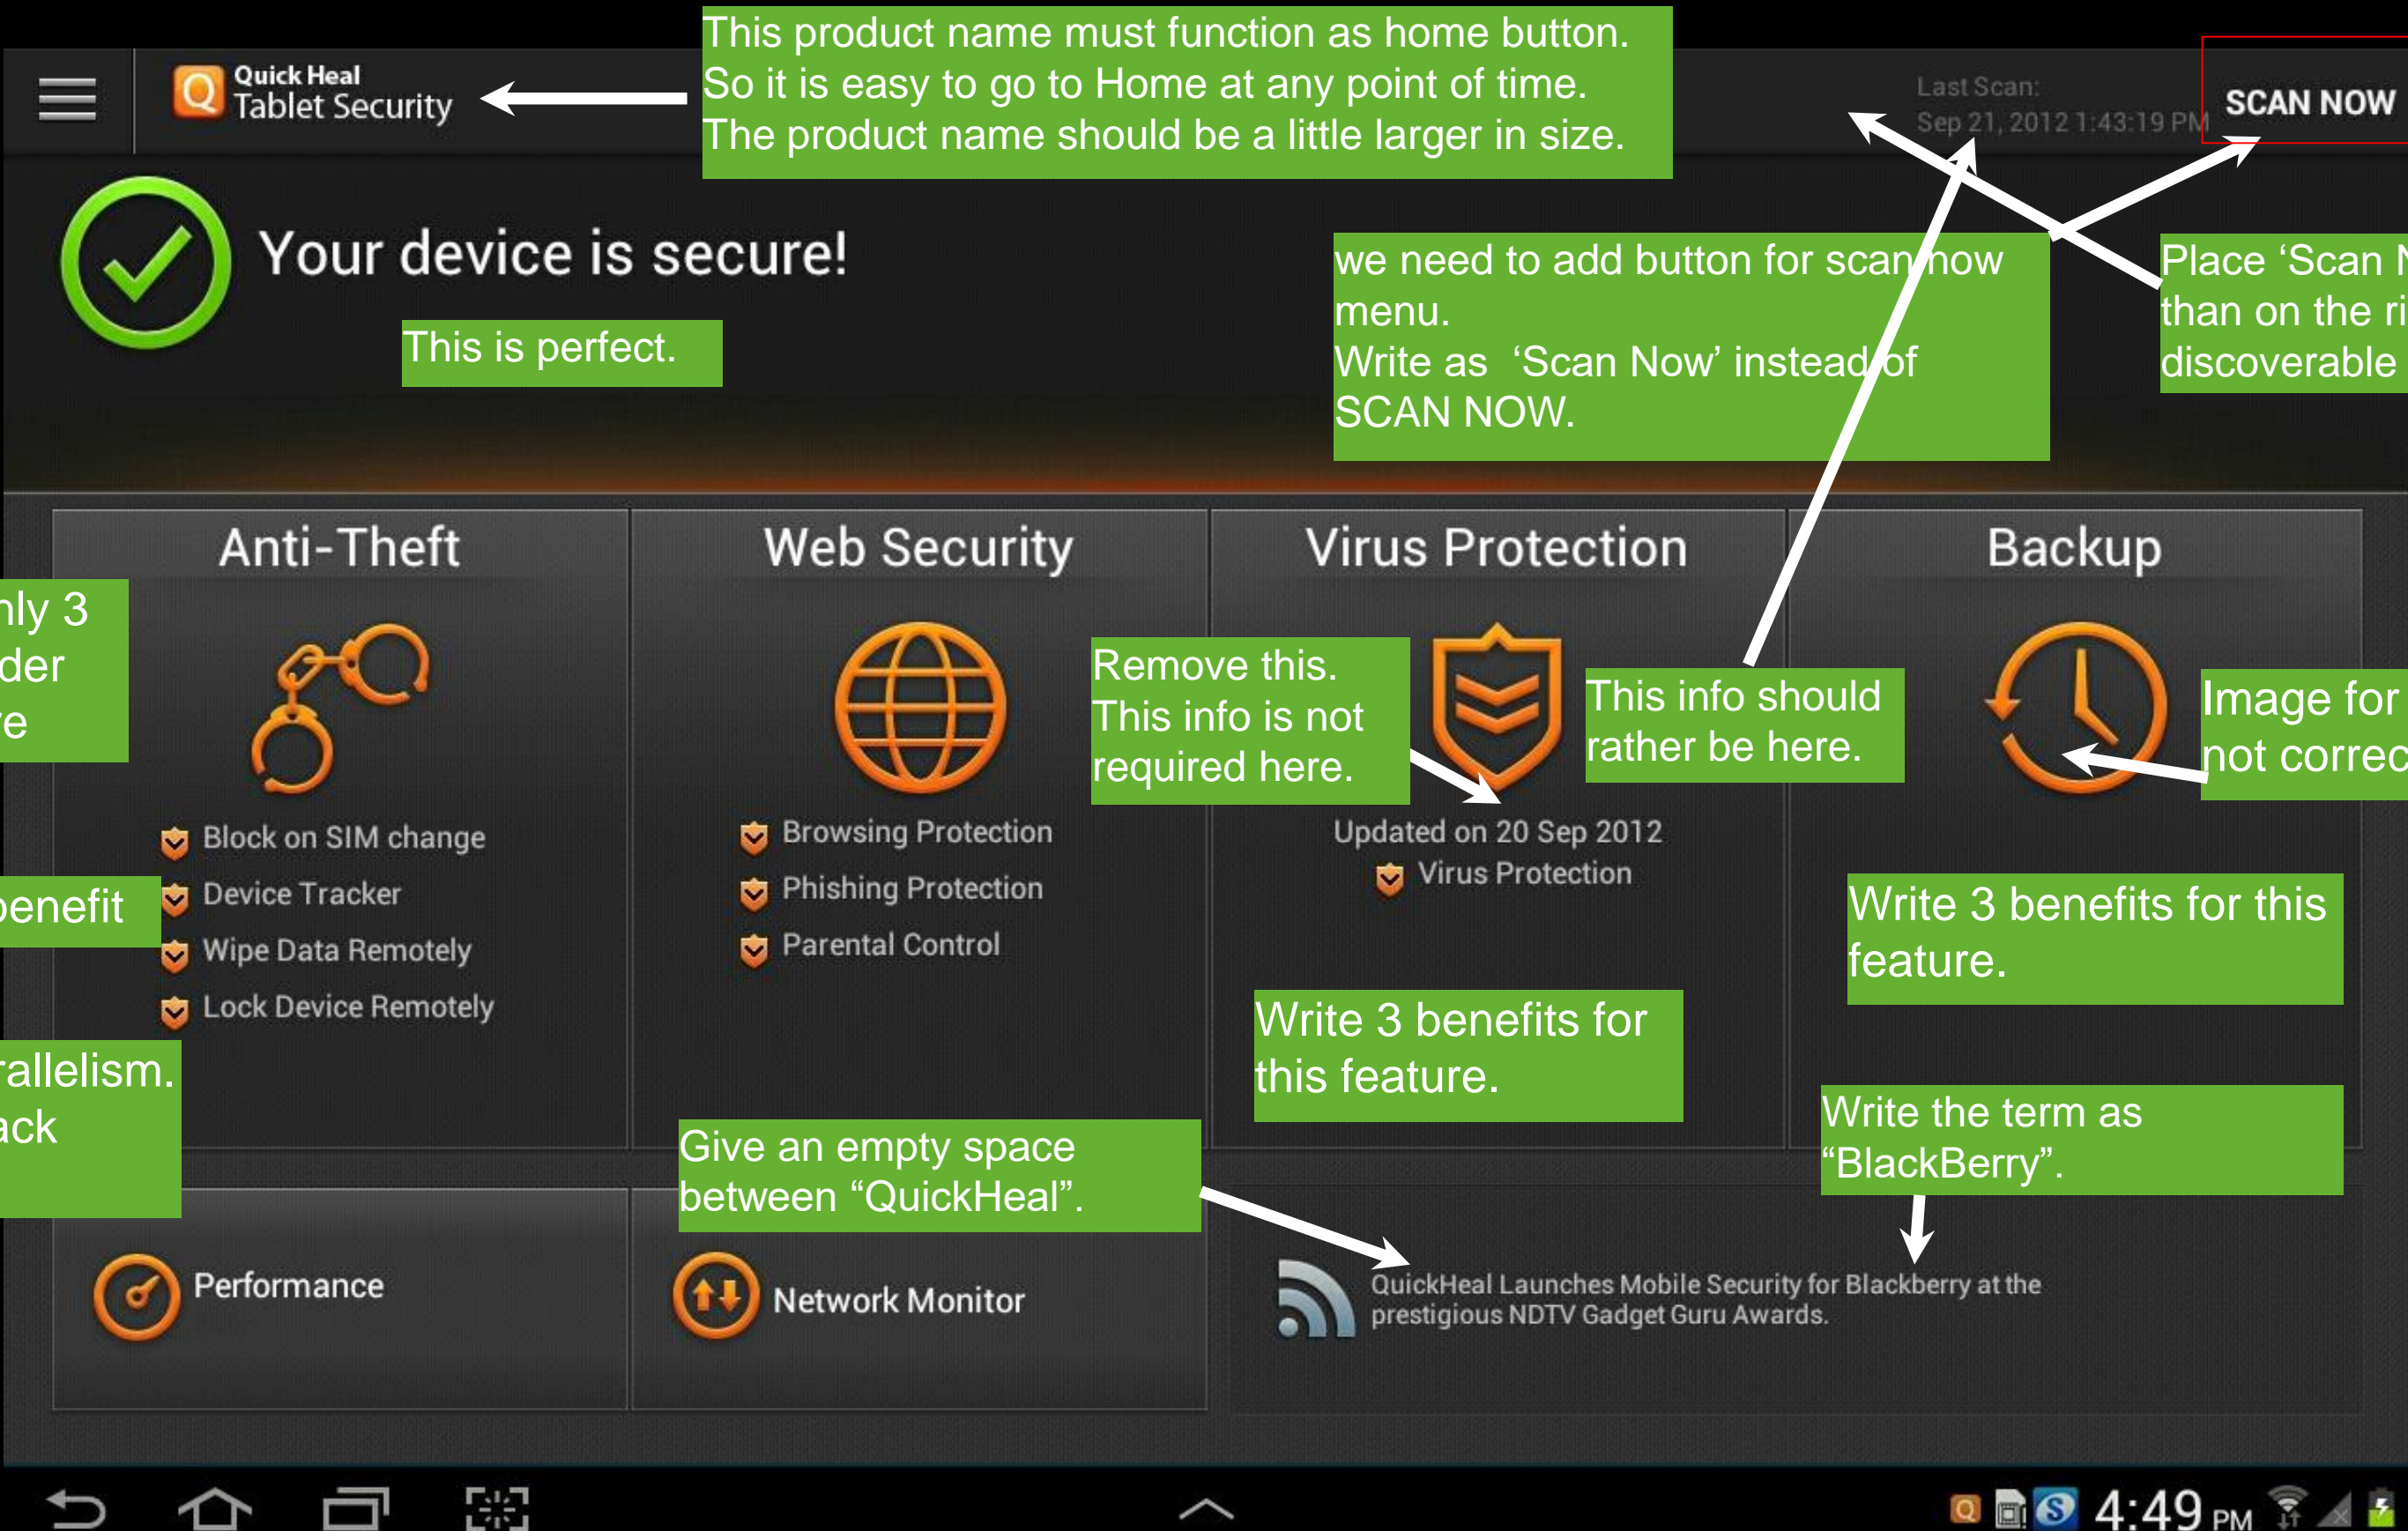 This product name must function as home button.
So it is easy to go to Home at any point of time.
The product name should be a little larger in size.
Quick Heal
Tablet Security
Last Scan:
Sep 21, 2012 1:43:19 PM
SCAN NOW
Your device is secure!
This is perfect.
we need to add button for scan now
menu.
Write as ‘Scan Now’ instead of
SCAN NOW.
Place ‘Scan
than on the
discoverable
Anti-Theft
Web Security
Virus Protection
Backup
3
Remove this.
This info is not
required here.
This info should
rather be here.
Image for
not
Block on SIM change
Device Tracker
Wipe Data Remotely
Lock Device Remotely
benefit
Browsing Protection
Phishing Protection
Parental Control
Updated on 20 Sep 2012
Virus Protection
Write 3 benefits for this
feature.
Write 3 benefits for
this feature.
Give an empty space
between “QuickHeal”.
Write the term as
“BlackBerry”.
Performance
Network Monitor
QuickHeal Launches Mobile Security for Blackberry at the
prestigious NDTV Gadget Guru Awards.
4:49 PM